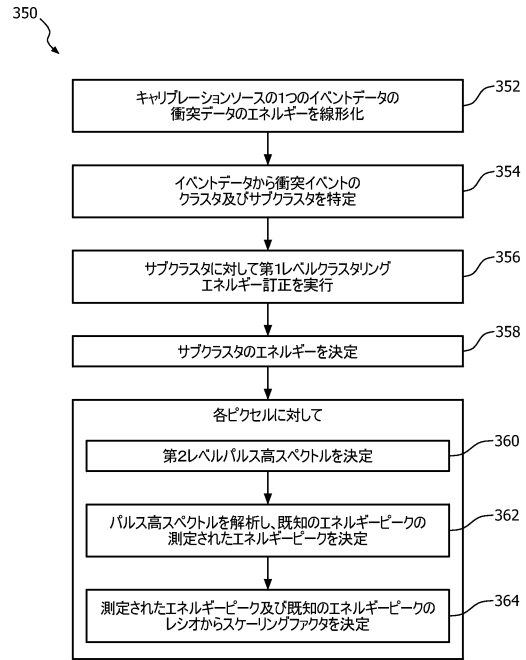 350
キャリブレーションソースの1つのイベントデータの
衝突データのエネルギーを線形化
352
イベントデータから衝突イベントの
クラスタ及びサブクラスタを特定
354
サブクラスタに対して第1レベルクラスタリング
エネルギー訂正を実行
356
サブクラスタのエネルギーを決定
358
各ピクセルに対して
第2レベルパルス高スペクトルを決定
360
パルス高スペクトルを解析し、既知のエネルギーピークの
測定されたエネルギーピークを決定
362
測定されたエネルギーピーク及び既知のエネルギーピークの
レシオからスケーリングファクタを決定
364